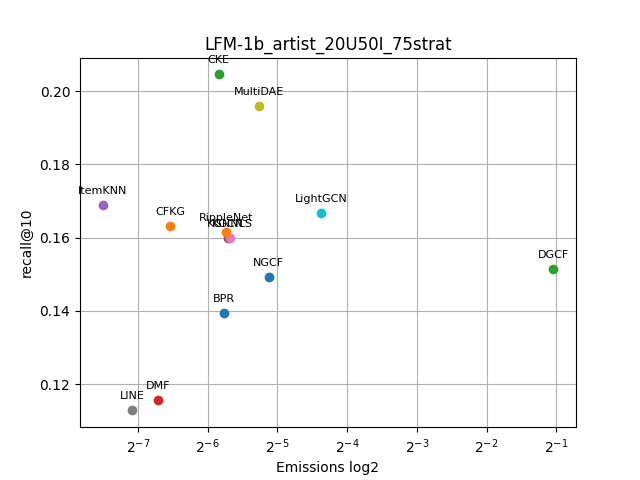 LFM-1b_artist_20U50I_75strat
CKE
MultiDAE
ItemKNN
CFKG
RippleNet
LightGCN
NGCF
DGCF
BPR
LINE
DMF
0.20
0.18
0.16
0.14
0.12
recall@10
2^-7
2^-6
2^-5
2^-4
2^-3
2^-2
2^-1
Emissions log2